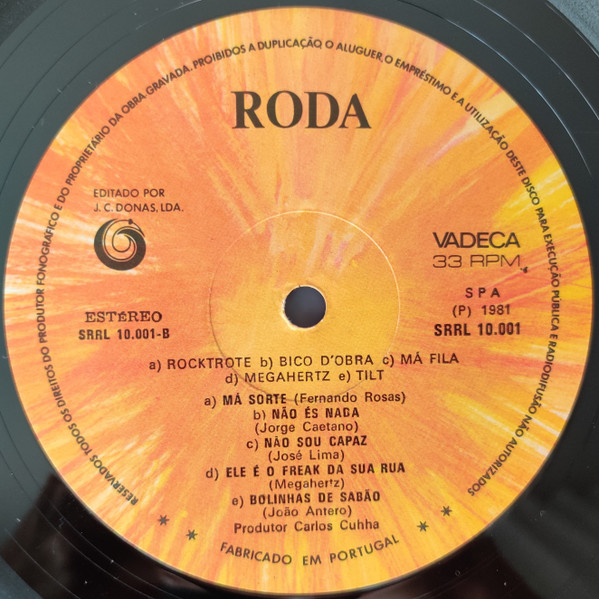 RESERVADOS TODOS OS DIREITOS DO PRODUTOR FONOGRÁFICO E DO PROPRIETÁRIO DA OBRA GRAVADA. PROIBIDOS A DUPLICAÇÃO, O ALUGUER, O EMPRÉSTIMO E A UTILIZAÇÃO DESTE DISCO PARA EXECUÇÃO PÚBLICA E RADIODIFUSÃO NÃO AUTORIZADOS
RODA
EDITADO POR
J. C. DONAS, LDA.
VADECA
33 RPM
ESTÉREO
SRRL 10.001-B
S P A
(P) 1981
SRRL 10.001
a) ROCKTROTE b) BICO D'OBRA c) MÁ FILA
d) MEGAHERTZ e) TILT
a) MÁ SORTE (Fernando Rosas)
b) NÃO ÉS NADA
(Jorge Caetano)
c) NÃO SOU CAPAZ
(José Lima)
d) ELE É O FREAK DA SUA RUA
(Megahertz)
e) BOLINHAS DE SABÃO
(João Antero)
Produtor Carlos Cuhha
* * FABRICADO EM PORTUGAL * *